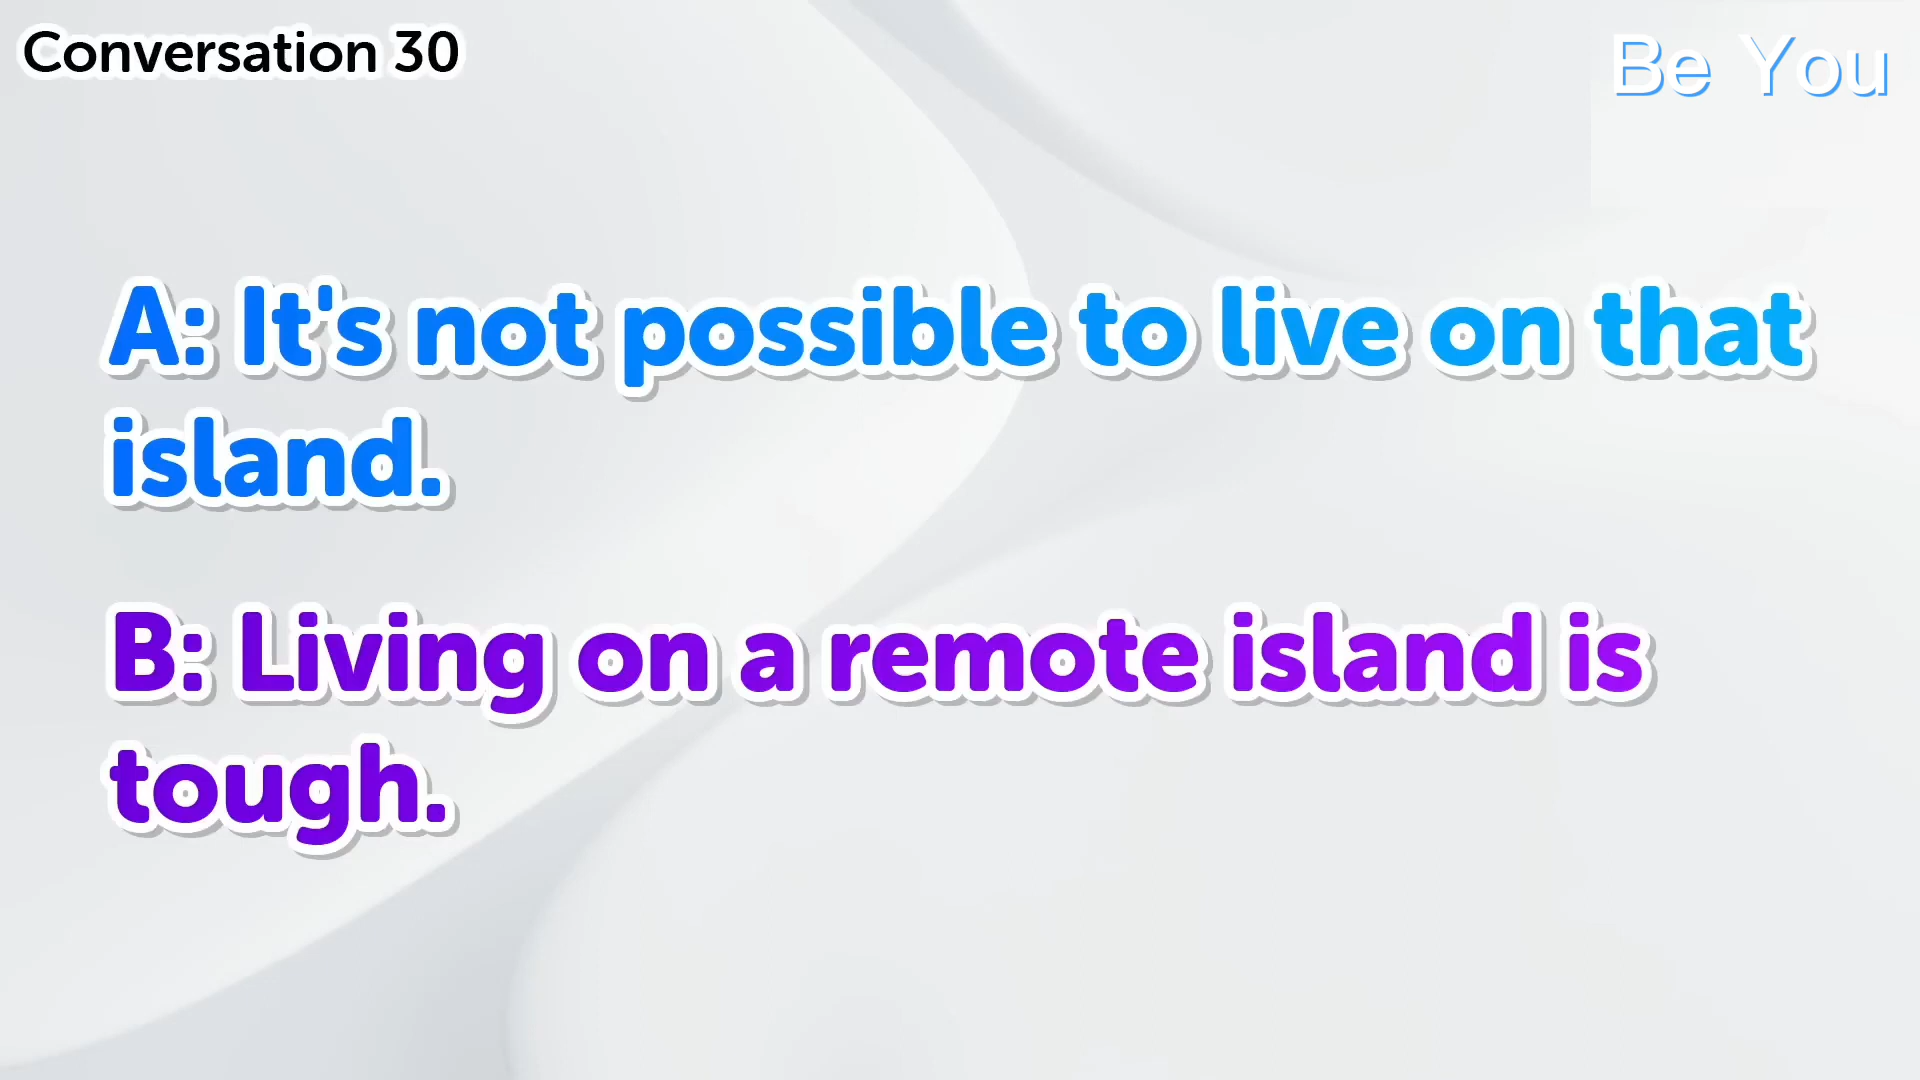 Conversation 30
Be You
A: It's not possible to live on that
island.
B: Living on a remote island is
tough.